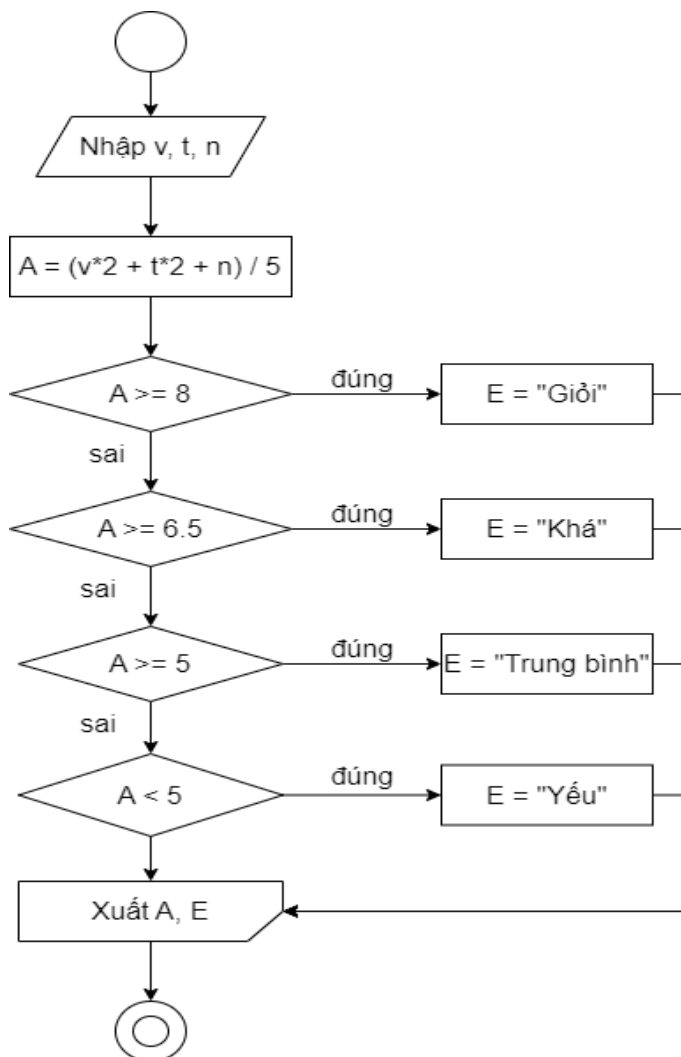 Nhập v, t, n
A = (v*2 + t*2 + n) / 5
A >= 8
đúng
E = "Giỏi"
sai
A >= 6.5
đúng
E = "Khá"
sai
A >= 5
đúng
E = "Trung bình"
sai
A < 5
đúng
E = "Yếu"
Xuất A, E